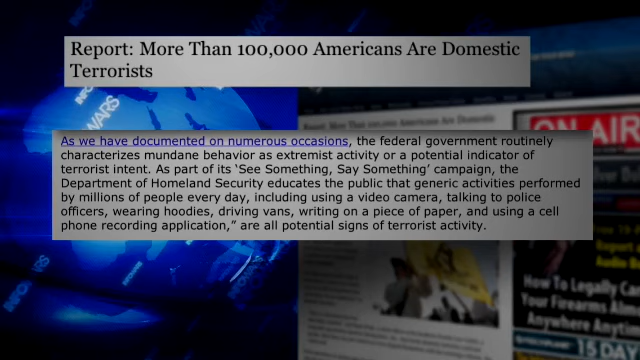 Report: More Than 100,000 Americans Are Domestic
Terrorists
INFO
WARS
As we have documented on numerous occasions, the federal government routinely
characterizes mundane behavior as extremist activity or a potential indicator of
terrorist intent. As part of its ‘See Something, Say Something’ campaign, the
Department of Homeland Security educates the public that generic activities performed
by millions of people every day, including using a video camera, talking to police
officers, wearing hoodies, driving vans, writing on a piece of paper, and using a cell
phone recording application,” are all potential signs of terrorist activity.
ON AIR
How To Legally
Your Firearms
Anywhere
15 DAY